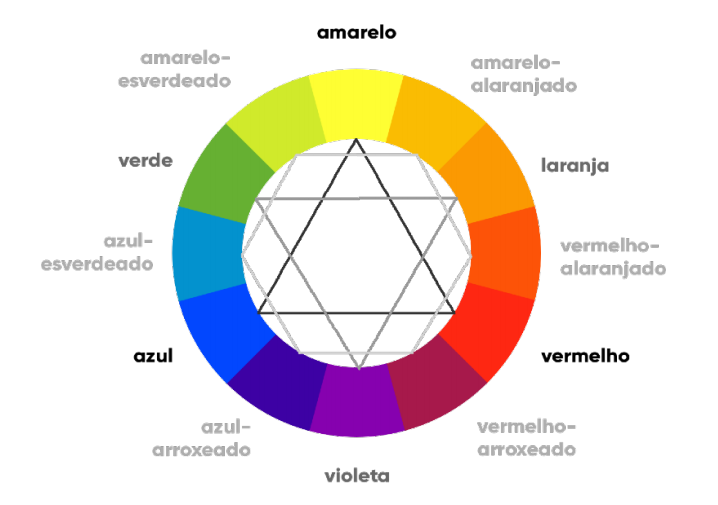 amarelo
amarelo-
esverdeado
amarelo-
alaranjado
verde
laranja
azul-
esverdeado
vermelho-
alaranjado
azul
vermelho
azul-
arroxeado
vermelho-
arroxeado
violeta